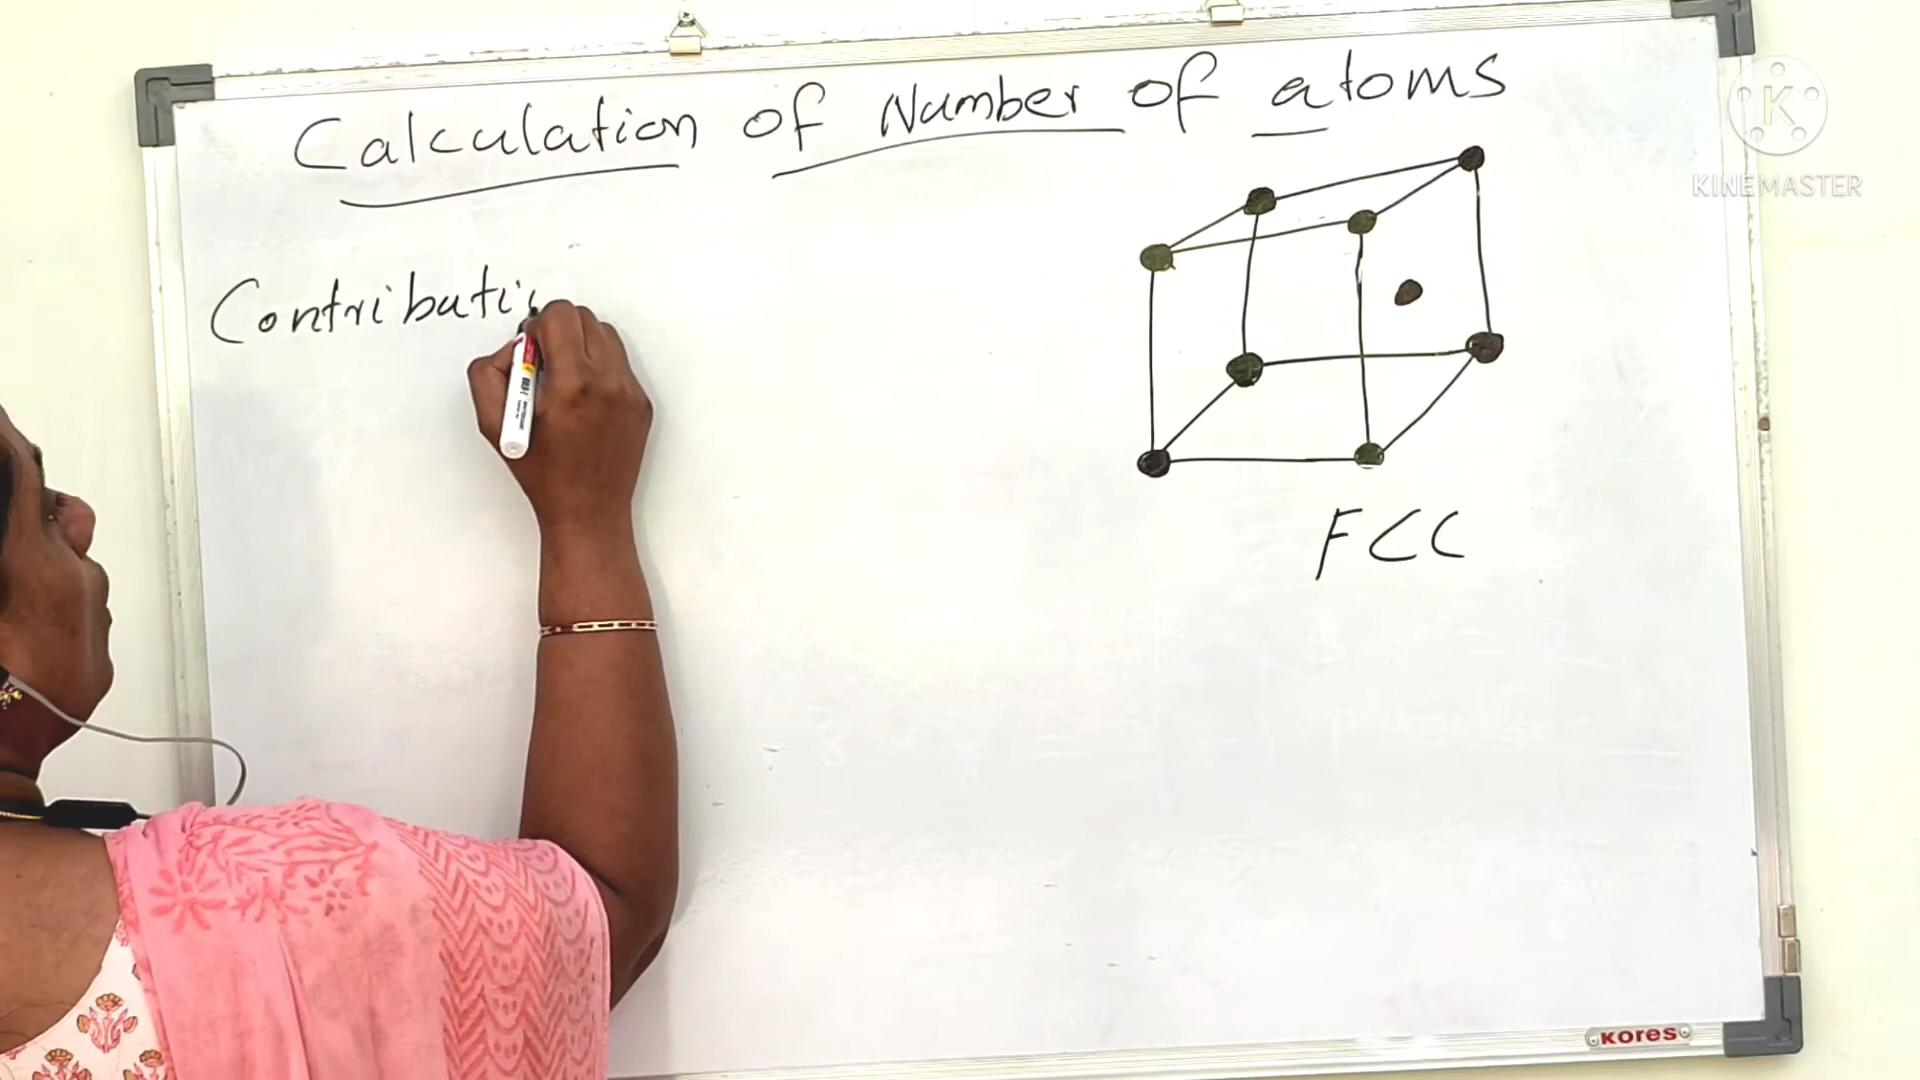 Calculation of Number of atoms
K
KINEMASTER
Contributi
FCC
KORES